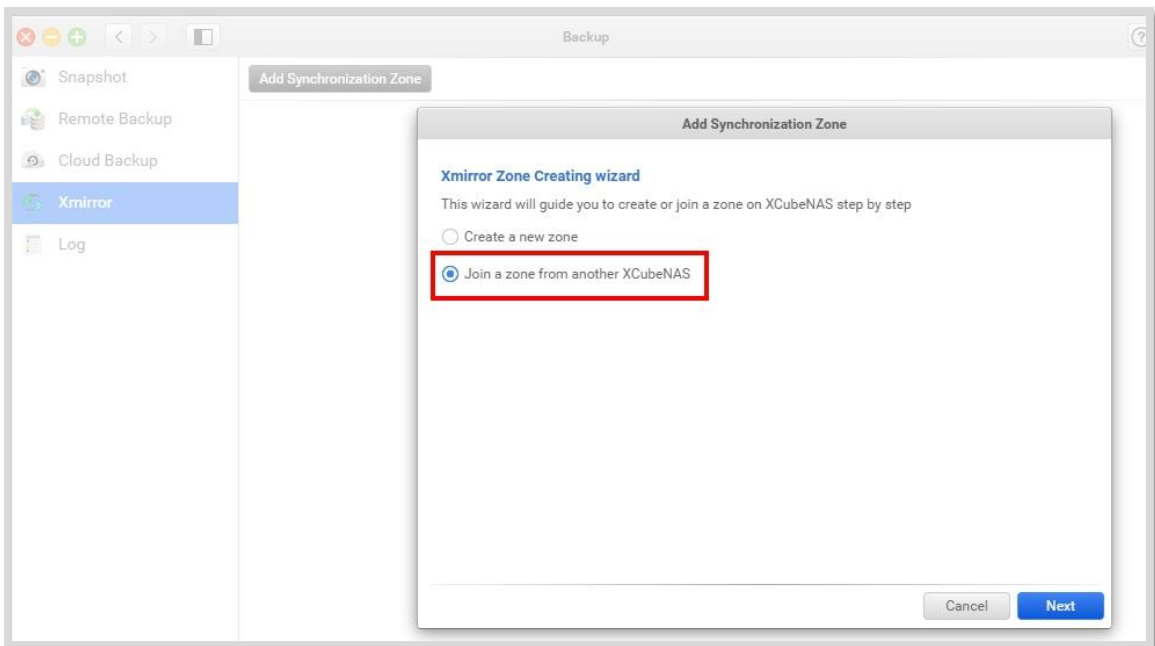 Backup
?
Snapshot
Remote Backup
Cloud Backup
Xmirror
Log
Add Synchronization Zone
Add Synchronization Zone
Xmirror Zone Creating wizard
This wizard will guide you to create or join a zone on XCubeNAS step by step
Create a new zone
Join a zone from another XCubeNAS
Cancel
Next